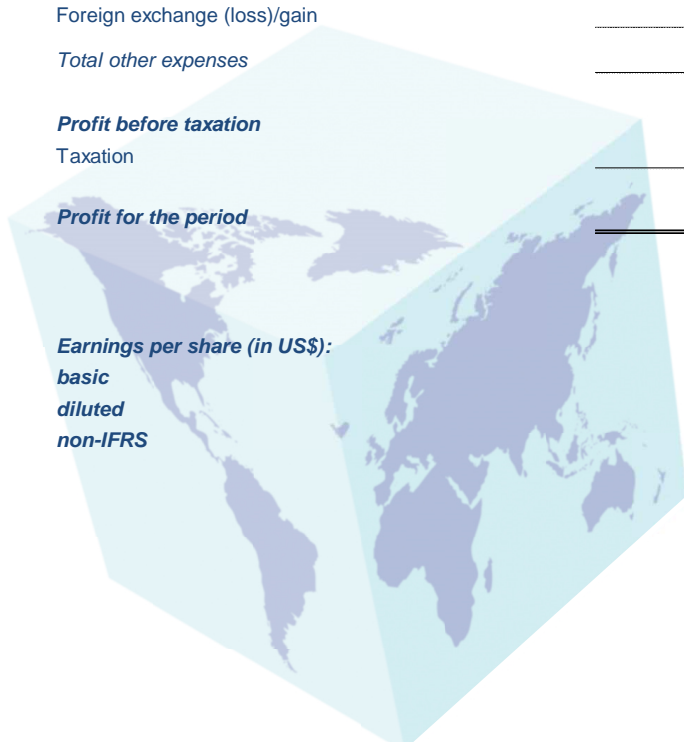 Foreign exchange (loss)/gain
Total other expenses
Profit before taxation
Taxation
Profit for the period
Earnings per share (in US$):
basic
diluted
non-IFRS